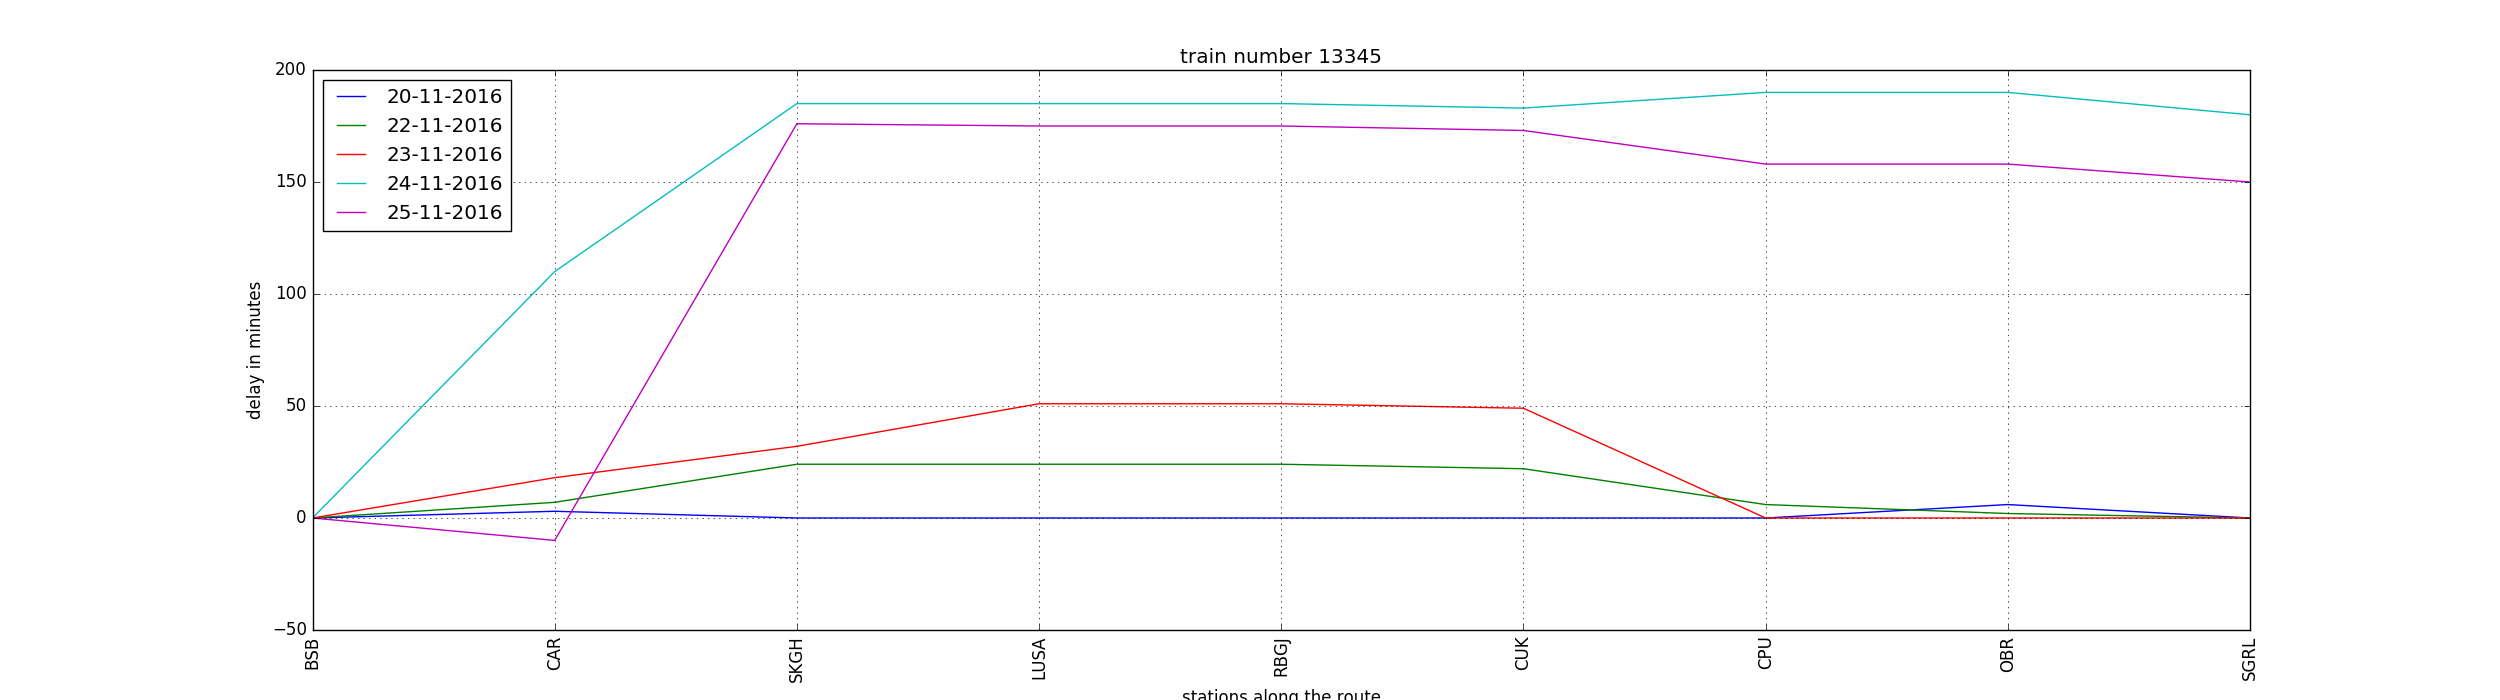 train number 13345
200
150
100
50
0
−50
delay in minutes
20-11-2016
22-11-2016
23-11-2016
24-11-2016
25-11-2016
BSB
CAR
SKGH
LUSA
RBGJ
CUK
CPU
OBR
SGRL
stations along the route